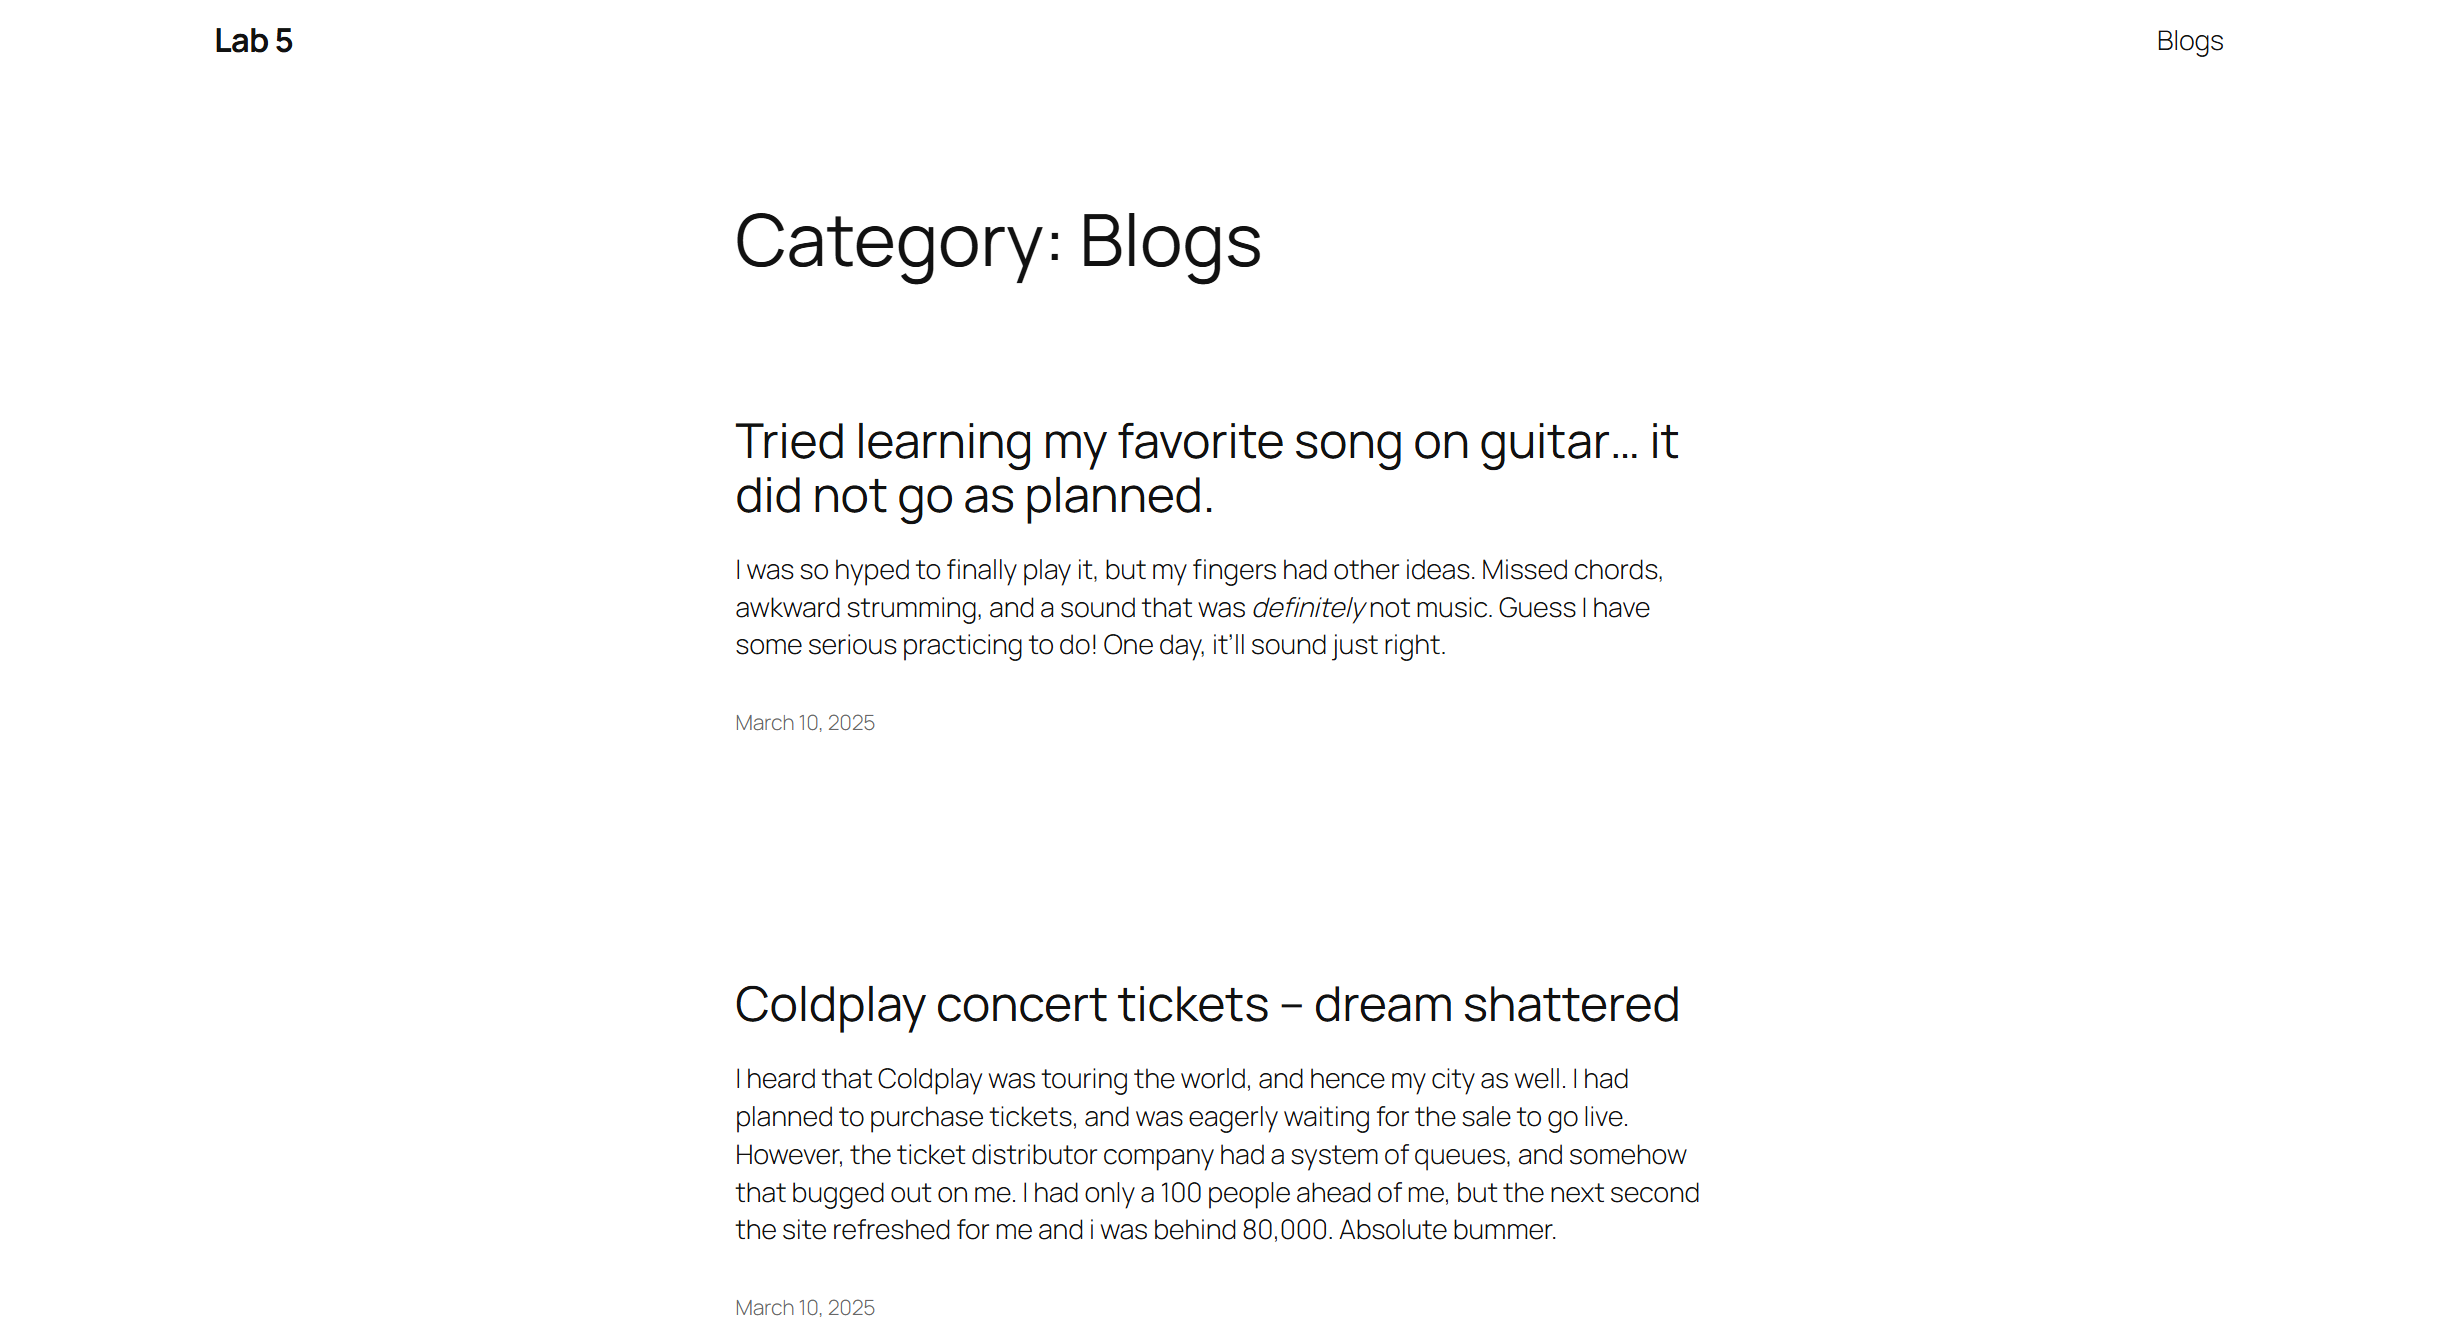 Lab 5
Blogs
Category: Blogs
Tried learning my favorite song on guitar… it
did not go as planned.
I was so hyped to finally play it, but my fingers had other ideas. Missed chords,
awkward strumming, and a sound that was definitely not music. Guess I have
some serious practicing to do! One day, it’ll sound just right.
March 10, 2025
Coldplay concert tickets – dream shattered
I heard that Coldplay was touring the world, and hence my city as well. I had
planned to purchase tickets, and was eagerly waiting for the sale to go live.
However, the ticket distributor company had a system of queues, and somehow
that bugged out on me. I had only a 100 people ahead of me, but the next second
the site refreshed for me and i was behind 80,000. Absolute bummer.
March 10, 2025